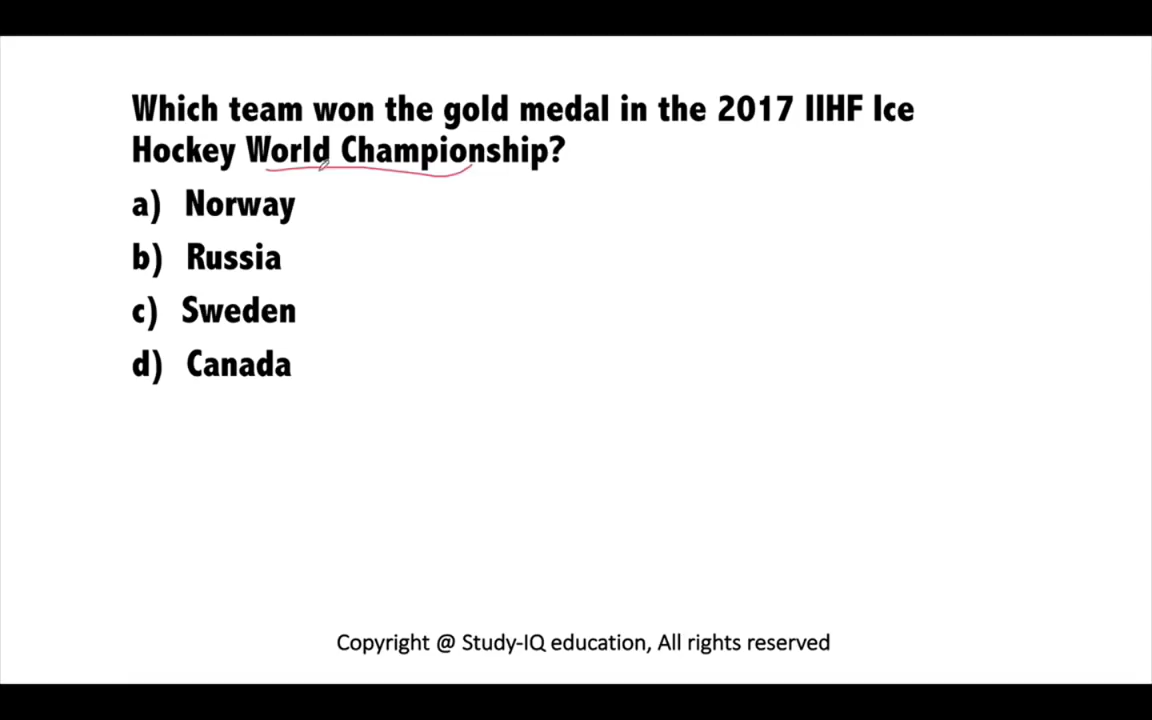 Which team won the gold medal in the 2017 IIHF Ice
Hockey World Championship?
a) Norway
b) Russia
c) Sweden
d) Canada
Copyright @ Study-IQ education, All rights reserved